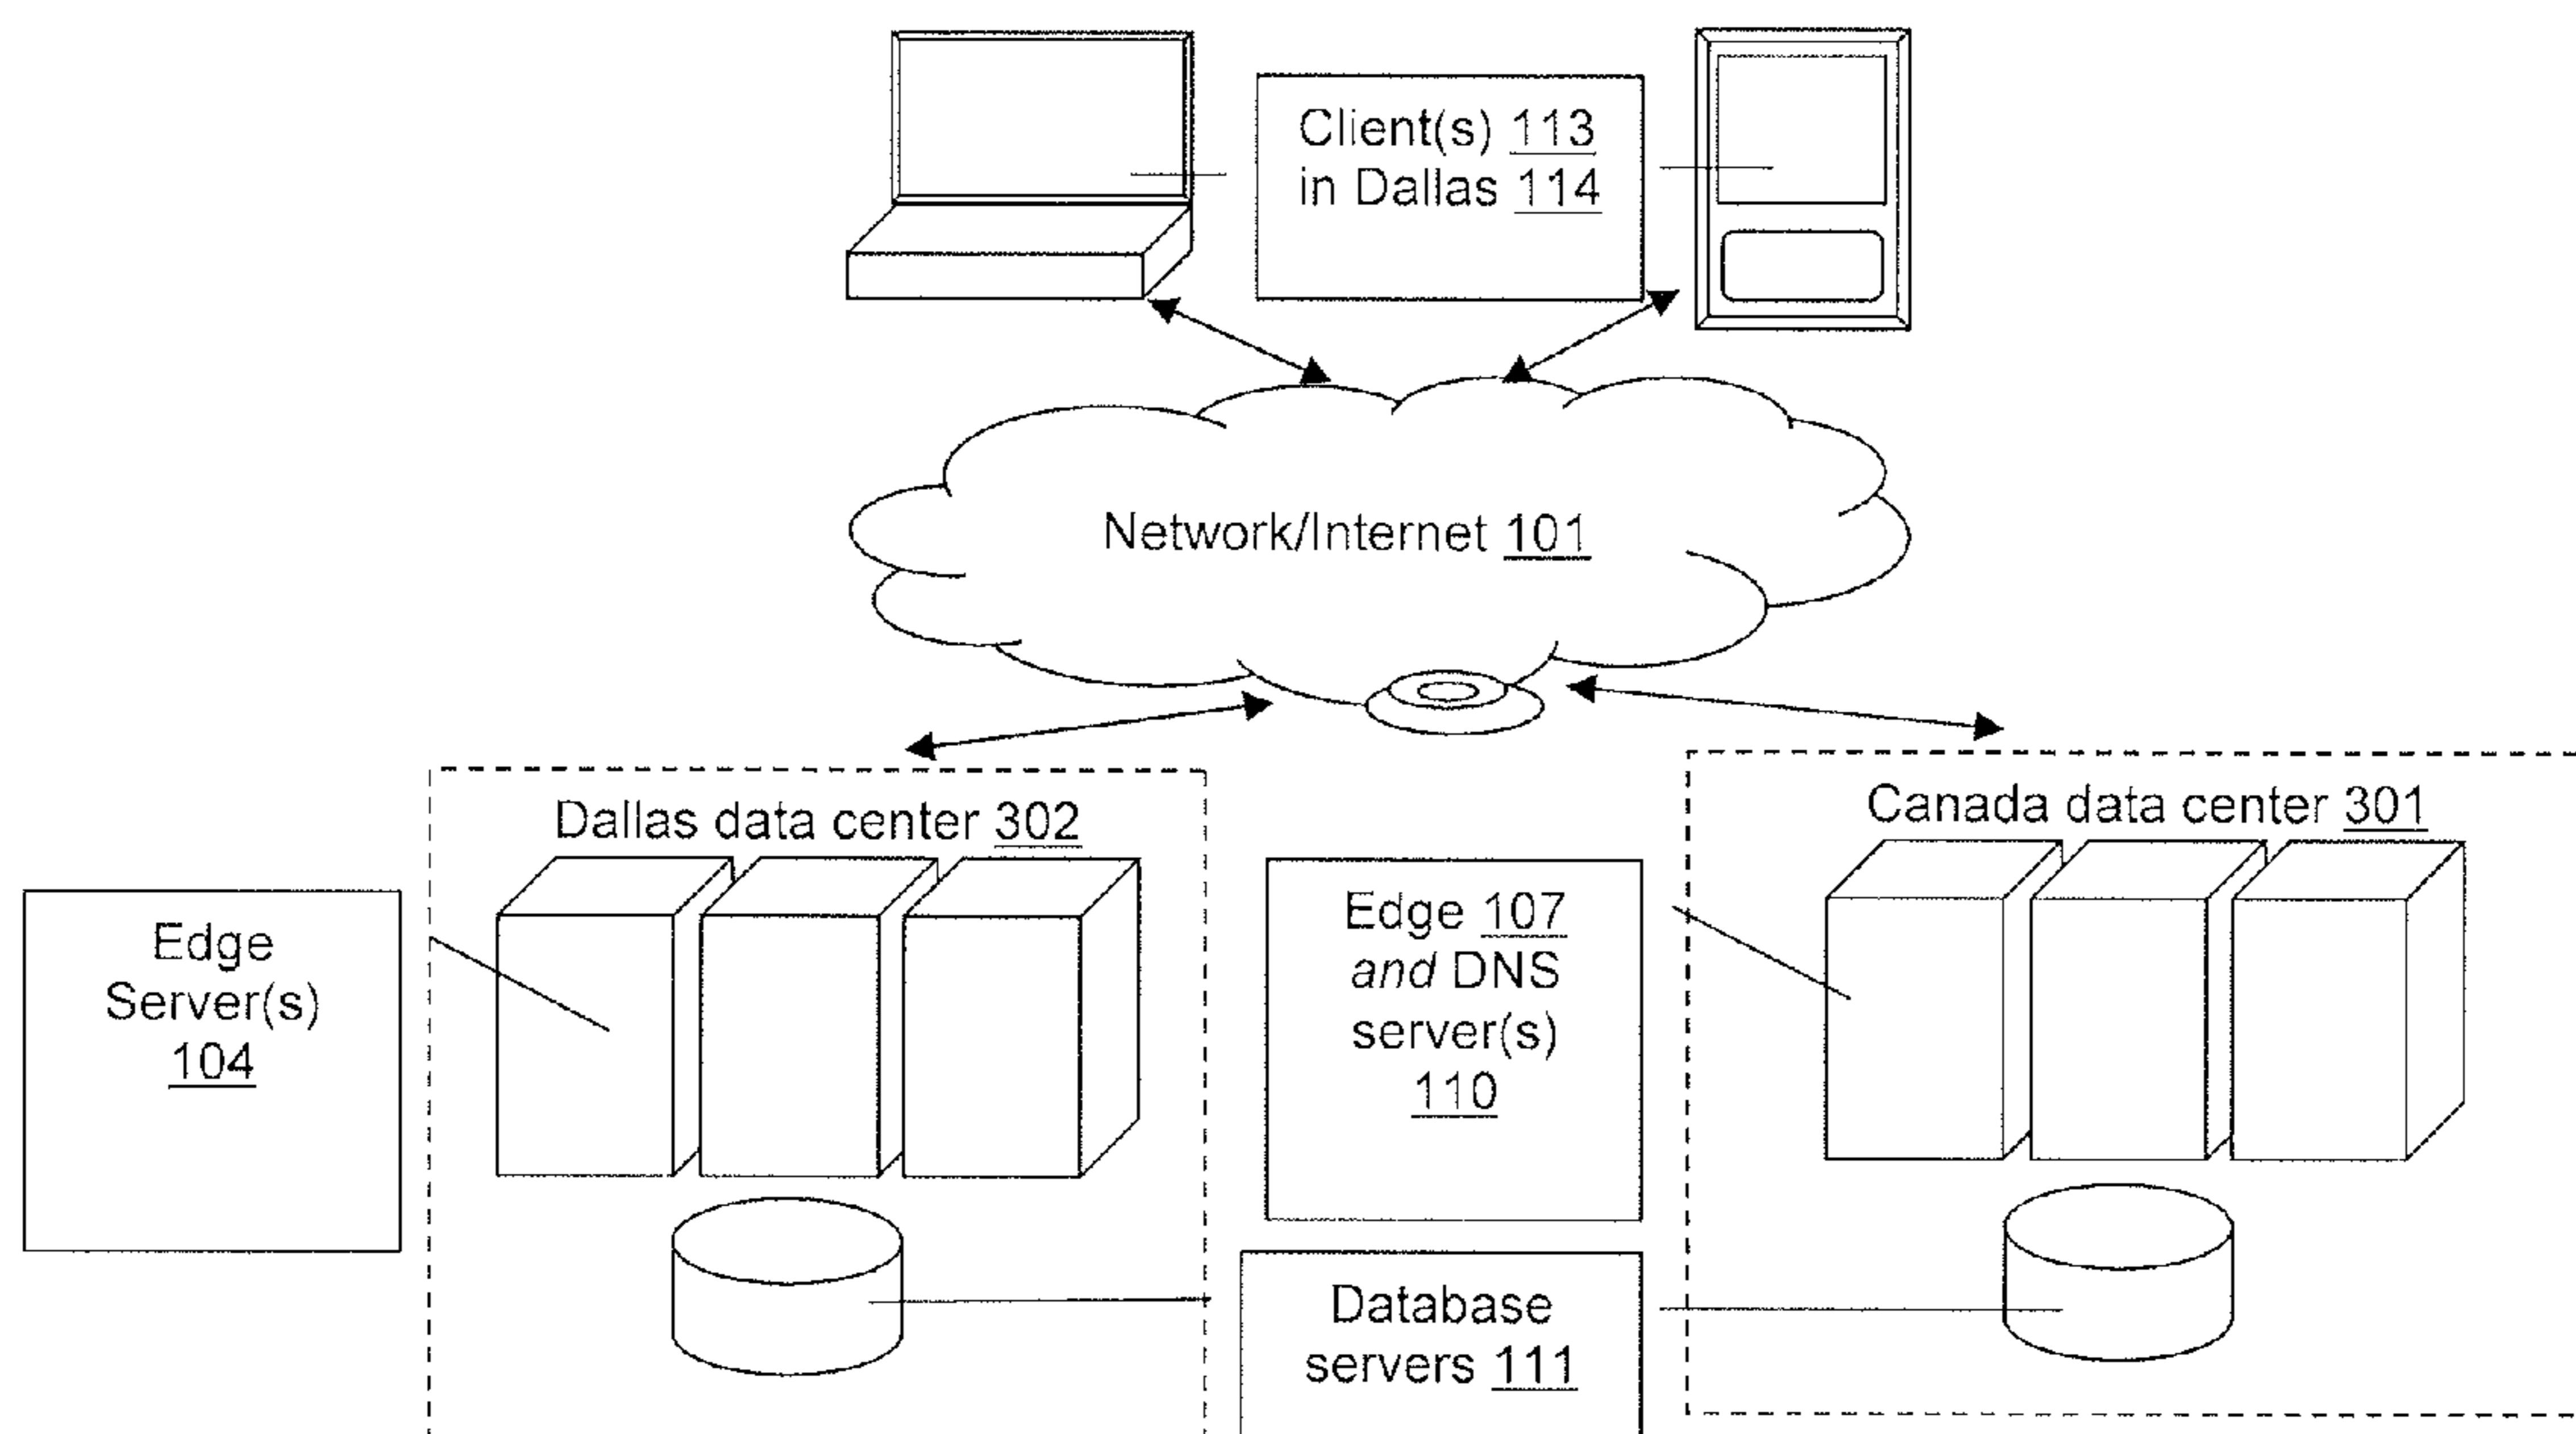 Client(s) 113
in Dallas 114
Network/Internet 101
Dallas data center 302
Canada data center 301
Edge
Server(s)
104
Edge 107
and DNS
server(s)
110
Database
servers 111